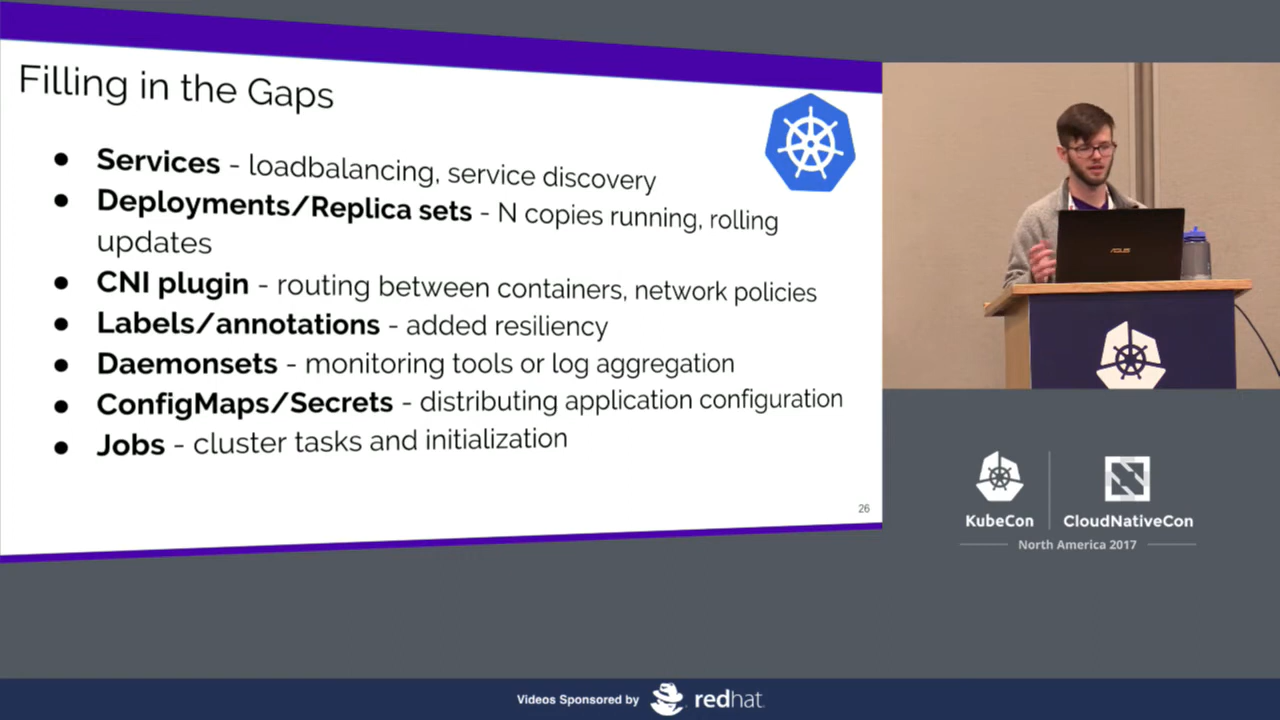 Filling in the Gaps
● Services - loadbalancing, service discovery
● Deployments/Replica sets - N copies running, rolling
updates
● CNI plugin - routing between containers, network policies
● Labels/annotations - added resiliency
● Daemonsets - monitoring tools or log aggregation
● ConfigMaps/Secrets - distributing application configuration
● Jobs - cluster tasks and initialization
26
ASUS
KubeCon
CloudNativeCon
North America 2017
Videos Sponsored by
redhat